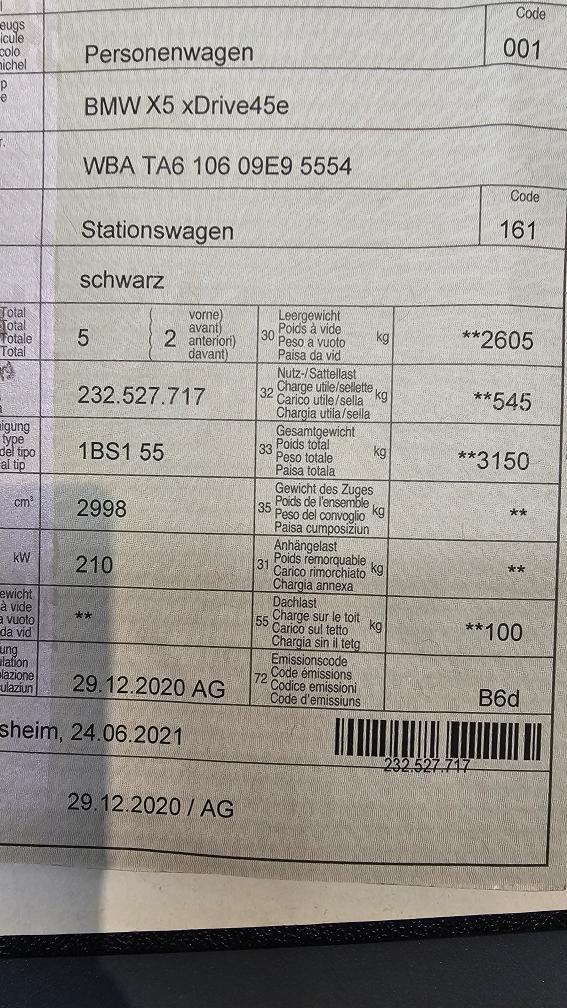 Code
eugs
icule
colo
nichel
Personenwagen
001
p
e
BMW X5 xDrive45e
r.
WBA TA6 106 09E9 5554
Code
Stationswagen
161
schwarz
Total
Total
Totale
Total
5
2
vorne)
avant)
anteriori)
davant)
30
Leergewicht
Poids à vide
Peso a vuoto
Paisa da vid
kg
**2605
232.527.717
32
Nutz-/Sattellast
Charge utile/sellette
Carico utile/sella
Chargia utila/sella
kg
**545
nigung
type
del tipo
al tip
1BS1 55
33
Gesamtgewicht
Poids total
Peso totale
Paisa totala
kg
**3150
cm³
2998
35
Gewicht des Zuges
Poids de l'ensemble
Peso del convoglio
Paisa cumposiziun
kg
**
kW
210
31
Anhängelast
Poids remorquable
Carico rimorchiato
Chargia annexa
kg
**
ewicht
à vide
a vuoto
da vid
**
55
Dachlast
Charge sur le toit
Carico sul tetto
Chargia sin il tetg
kg
**100
ung
ulation
olazione
ulaziun
29.12.2020 AG
72
Emissionscode
Code émissions
Codice emissioni
Code d'emissiuns
B6d
sheim, 24.06.2021
232.527.717
29.12.2020 / AG